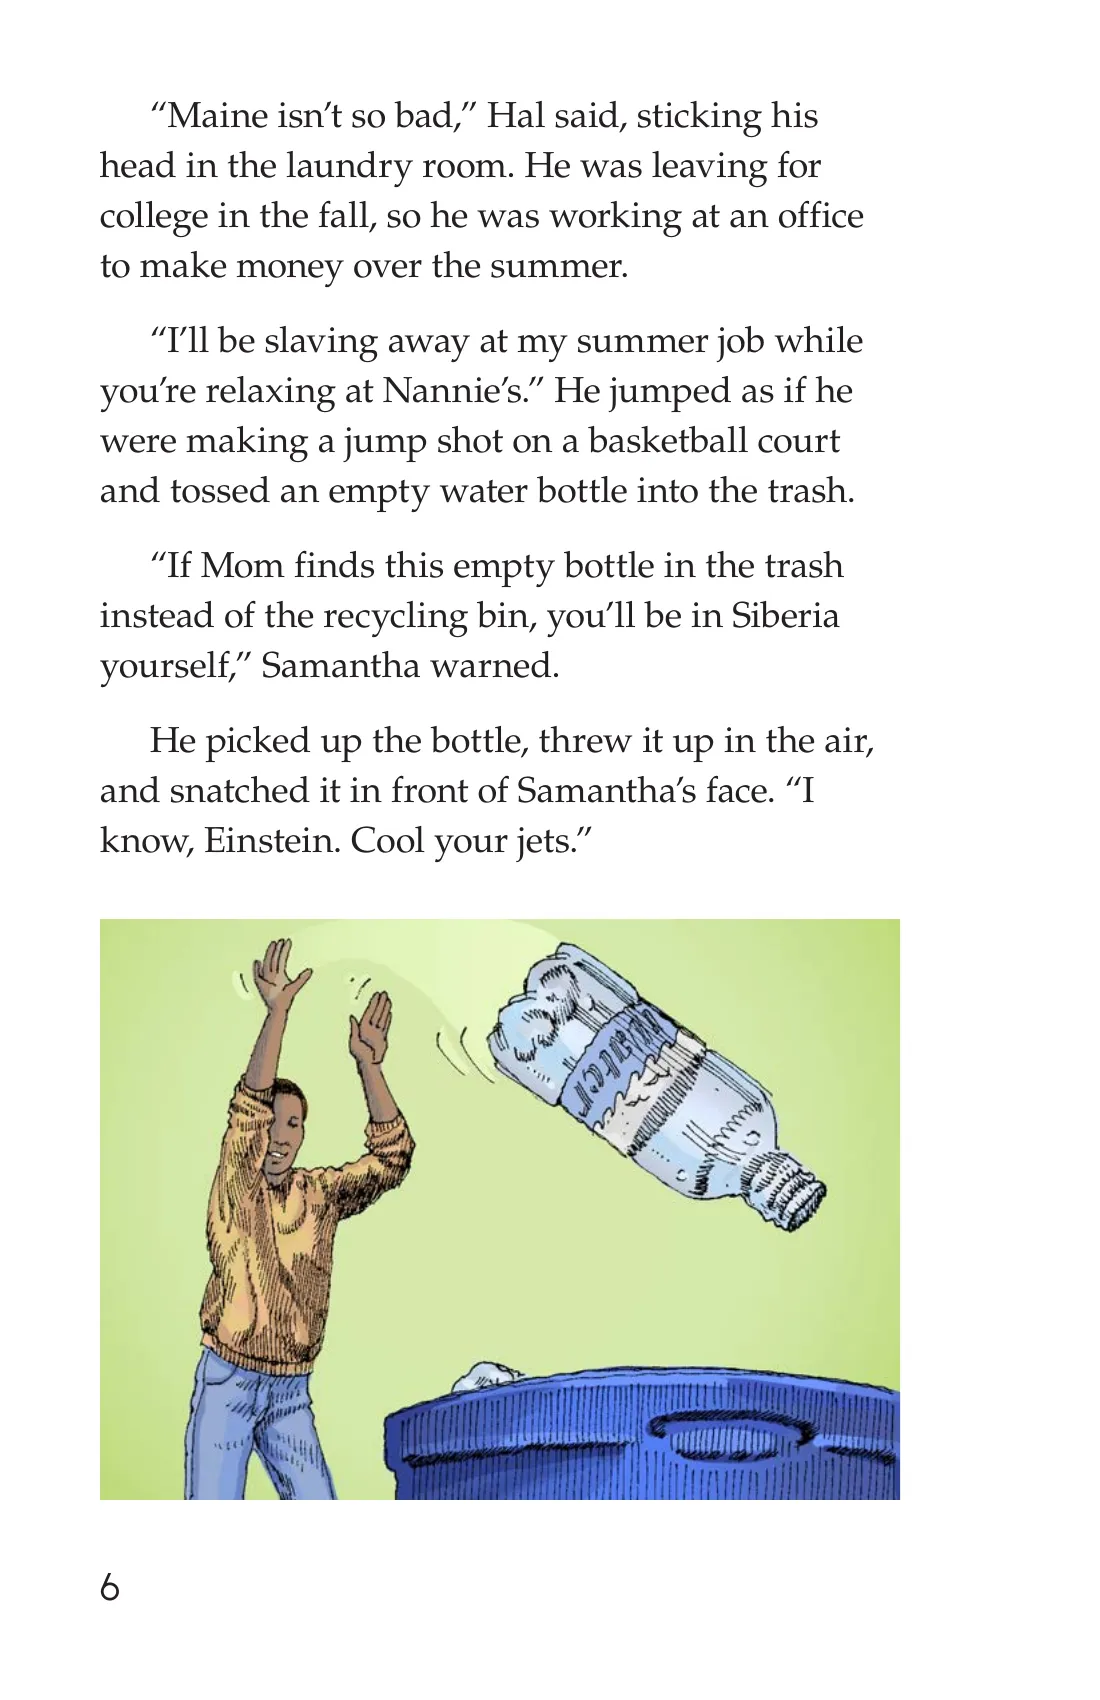 “Maine isn’t so bad,” Hal said, sticking his
head in the laundry room. He was leaving for
college in the fall, so he was working at an office
to make money over the summer.
“I’ll be slaving away at my summer job while
you’re relaxing at Nannie’s.” He jumped as if he
were making a jump shot on a basketball court
and tossed an empty water bottle into the trash.
“If Mom finds this empty bottle in the trash
instead of the recycling bin, you’ll be in Siberia
yourself,” Samantha warned.
He picked up the bottle, threw it up in the air,
and snatched it in front of Samantha’s face. “I
know, Einstein. Cool your jets.”
water
6